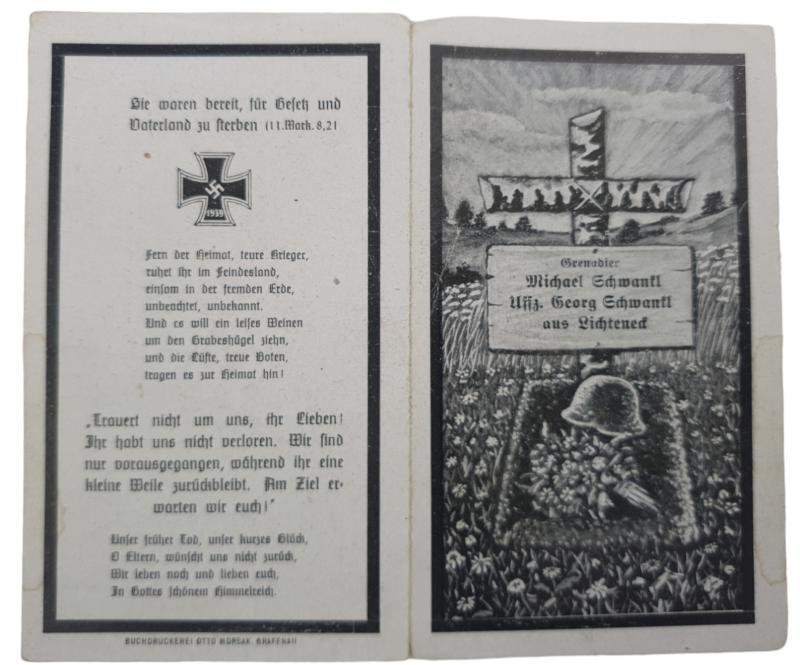 Sie waren bereit, für Gesetz und
Vaterland zu sterben (11.Mark. 8,21
1939
Fern der Heimat, teure Krieger,
ruhet Ihr im Feindesland,
einsam in der fremden Erde,
unbeachtet, unbekannt.
Und es will ein leises Weinen
um den Grabeshügel ziehn,
und die Lüfte, treue Boten,
tragen es zur Heimat hin!
„Trauert nicht um uns, ihr Lieben!
Ihr habt uns nicht verloren. Wir sind
nur vorausgegangen, während ihr eine
kleine Weile zurückbleibt. Am Ziel er-
warten wir euch!"
Unser früher Tod, unser kurzes Glück,
O Eltern, wünscht uns nicht zurück,
Wir leben noch und lieben euch,
In Gottes schönem Himmelreich.
BUCHDRUCKEREI OTTO MORSAK GRAFENAU
Grenadier
Michael Schwankl
Uffz. Georg Schwankl
aus Lichteneck